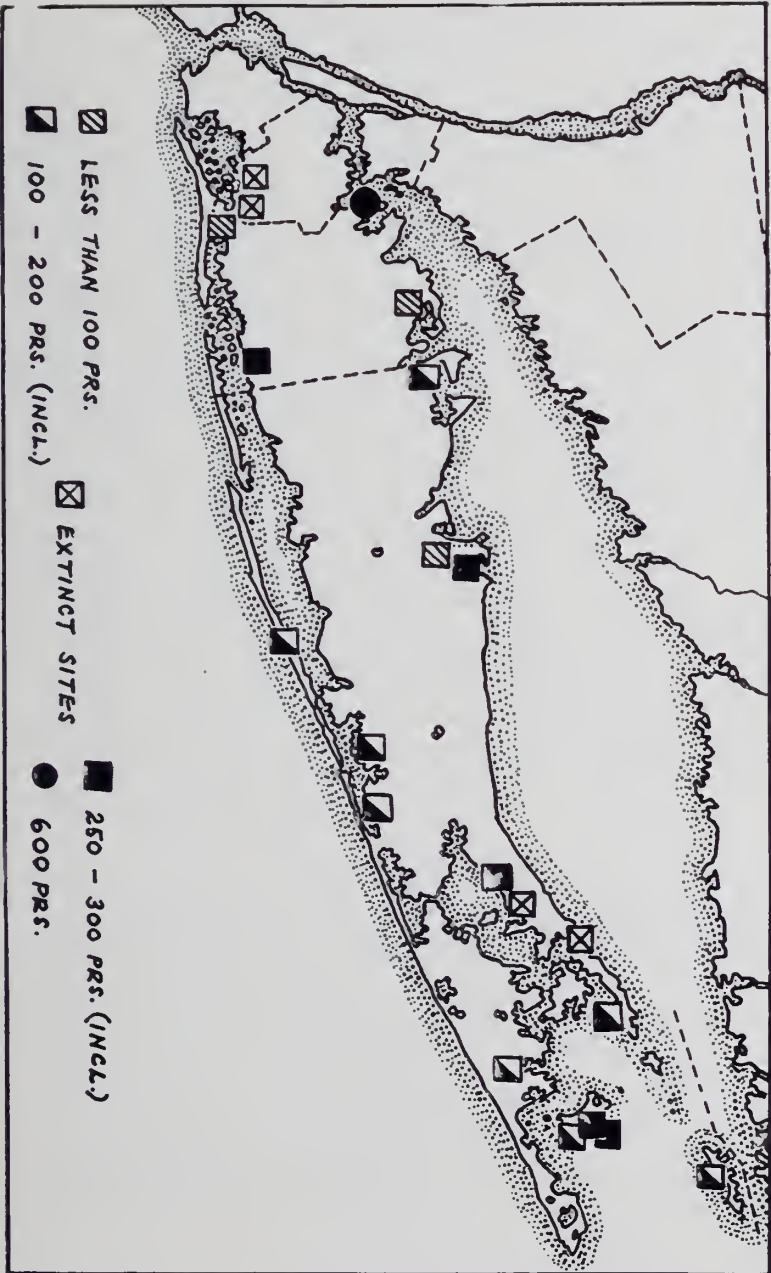 LESS THAN 100 PRS.
100 - 200 PRS. (INCL.)
EXTINCT SITES
250 - 300 PRS. (INCL.)
600 PRS.